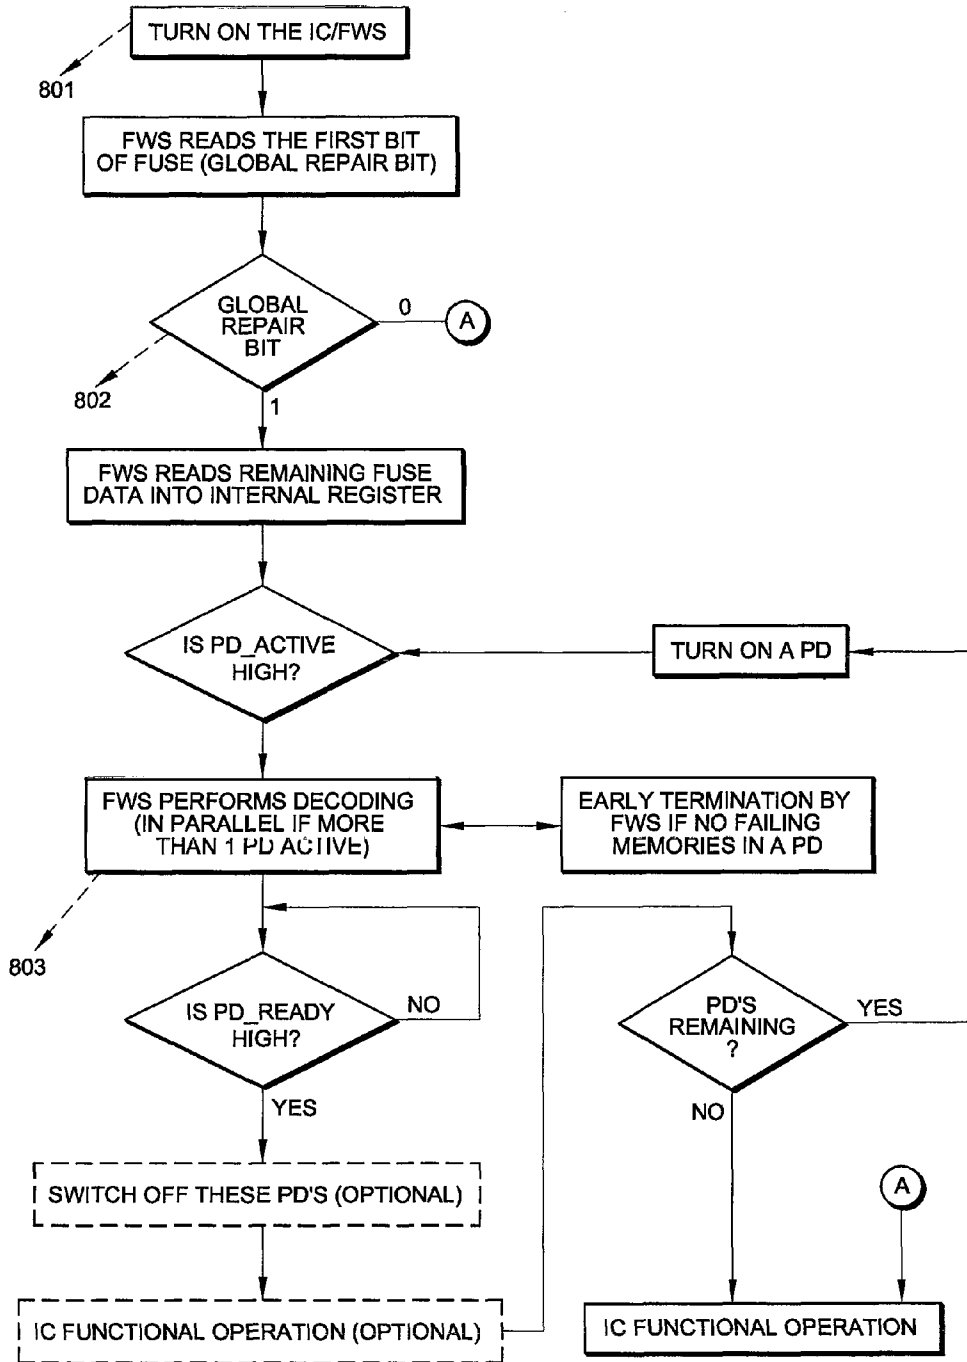 TURN ON THE IC/FWS
801
FWS READS THE FIRST BIT
OF FUSE (GLOBAL REPAIR BIT)
GLOBAL
REPAIR
BIT
0
A
802
1
FWS READS REMAINING FUSE
DATA INTO INTERNAL REGISTER
IS PD_ACTIVE
HIGH?
TURN ON A PD
FWS PERFORMS DECODING
(IN PARALLEL IF MORE
THAN 1 PD ACTIVE)
EARLY TERMINATION BY
FWS IF NO FAILING
MEMORIES IN A PD
803
IS PD_READY
HIGH?
NO
YES
PD'S
REMAINING
?
YES
NO
SWITCH OFF THESE PD'S (OPTIONAL)
A
IC FUNCTIONAL OPERATION (OPTIONAL)
IC FUNCTIONAL OPERATION